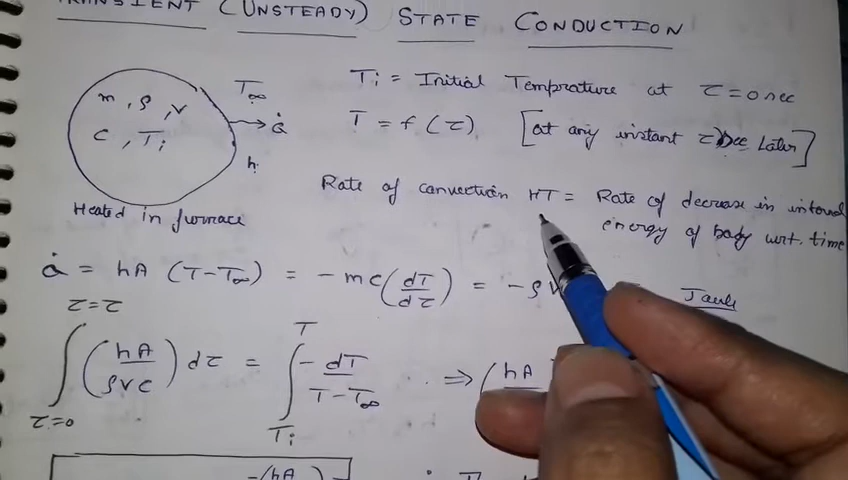 TRANSIENT (UNSTEADY) STATE CONDUCTION
m, ρ, V
C, Ti
T∞
Q̇
h
Heated in furnace
Ti = Initial Temprature at τ = 0 sec
T = f (τ) [at any instant τ sec Later]
Rate of convection HT = Rate of decrease in internal
energy of body wrt. time
Q̇ = hA (T-T∞) = -mc(dT/dτ) = -ρV
Joule
∫τ=0^τ=τ (hA/ρVC) dτ = ∫Ti^T -dT/(T-T∞) ⇒ (hA
-(hA)